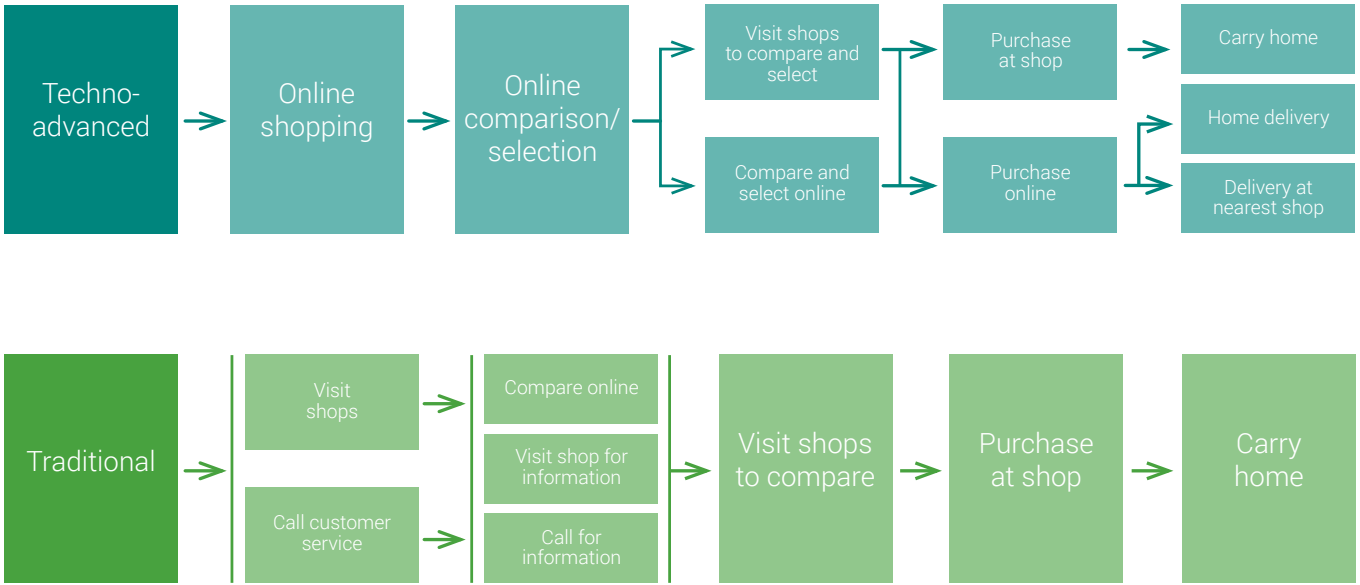 Techno-
advanced
Online
shopping
Online
comparison/
selection
Visit shops
to compare and
select
Compare and
select online
Purchase
at shop
Purchase
online
Carry home
Home delivery
Delivery at
nearest shop
Traditional
Visit
shops
Call customer
service
Compare online
Visit shop for
information
Call for
information
Visit shops
to compare
Purchase
at shop
Carry
home